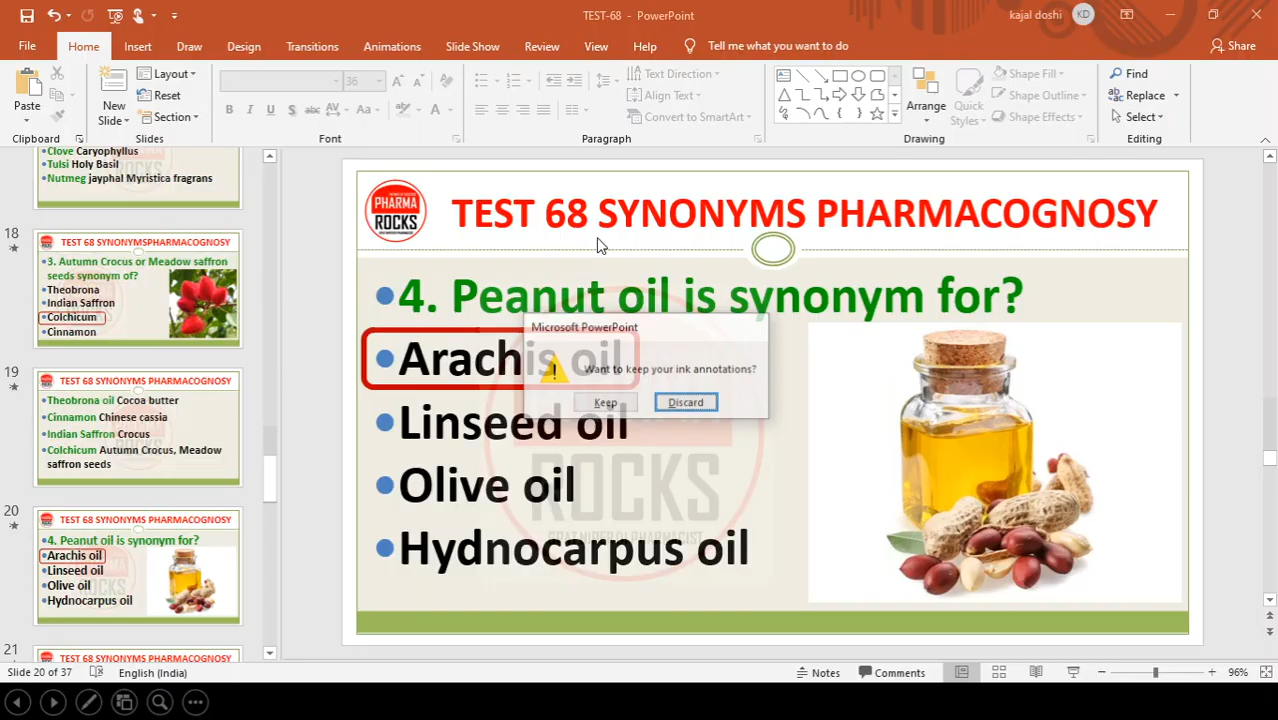 TEST-68 - PowerPoint
kajal doshi
KD
File
Home
Insert
Draw
Design
Transitions
Animations
Slide Show
Review
View
Help
Tell me what you want to do
Share
Paste
New
Slide
Layout
Reset
Section
36
B I U S abc AV Aa A
Text Direction
Align Text
Convert to SmartArt
Arrange
Quick
Styles
Shape Fill
Shape Outline
Shape Effects
Find
Replace
Select
Clipboard
Slides
Font
Paragraph
Drawing
Editing
Clove Caryophyllus
Tulsi Holy Basil
Nutmeg jayphal Myristica fragrans
18
TEST 68 SYNONYMSPHARMACOGNOSY
3. Autumn Crocus or Meadow saffron
seeds synonym of?
Theobrona
Indian Saffron
Colchicum
Cinnamon
19
TEST 68 SYNONYMS PHARMACOGNOSY
Theobrona oil Cocoa butter
Cinnamon Chinese cassia
Indian Saffron Crocus
Colchicum Autumn Crocus, Meadow
saffron seeds
20
TEST 68 SYNONYMS PHARMACOGNOSY
4. Peanut oil is synonym for?
Arachis oil
Linseed oil
Olive oil
Hydnocarpus oil
21
TEST 68 SYNONYMS PHARMACOGNOSY
PHARMA
ROCKS
TEST 68 SYNONYMS PHARMACOGNOSY
4. Peanut oil is synonym for?
Arachis oil
Linseed oil
Olive oil
Hydnocarpus oil
ROCKS
Microsoft PowerPoint
Want to keep your ink annotations?
Keep
Discard
Slide 20 of 37
English (India)
Notes
Comments
96%